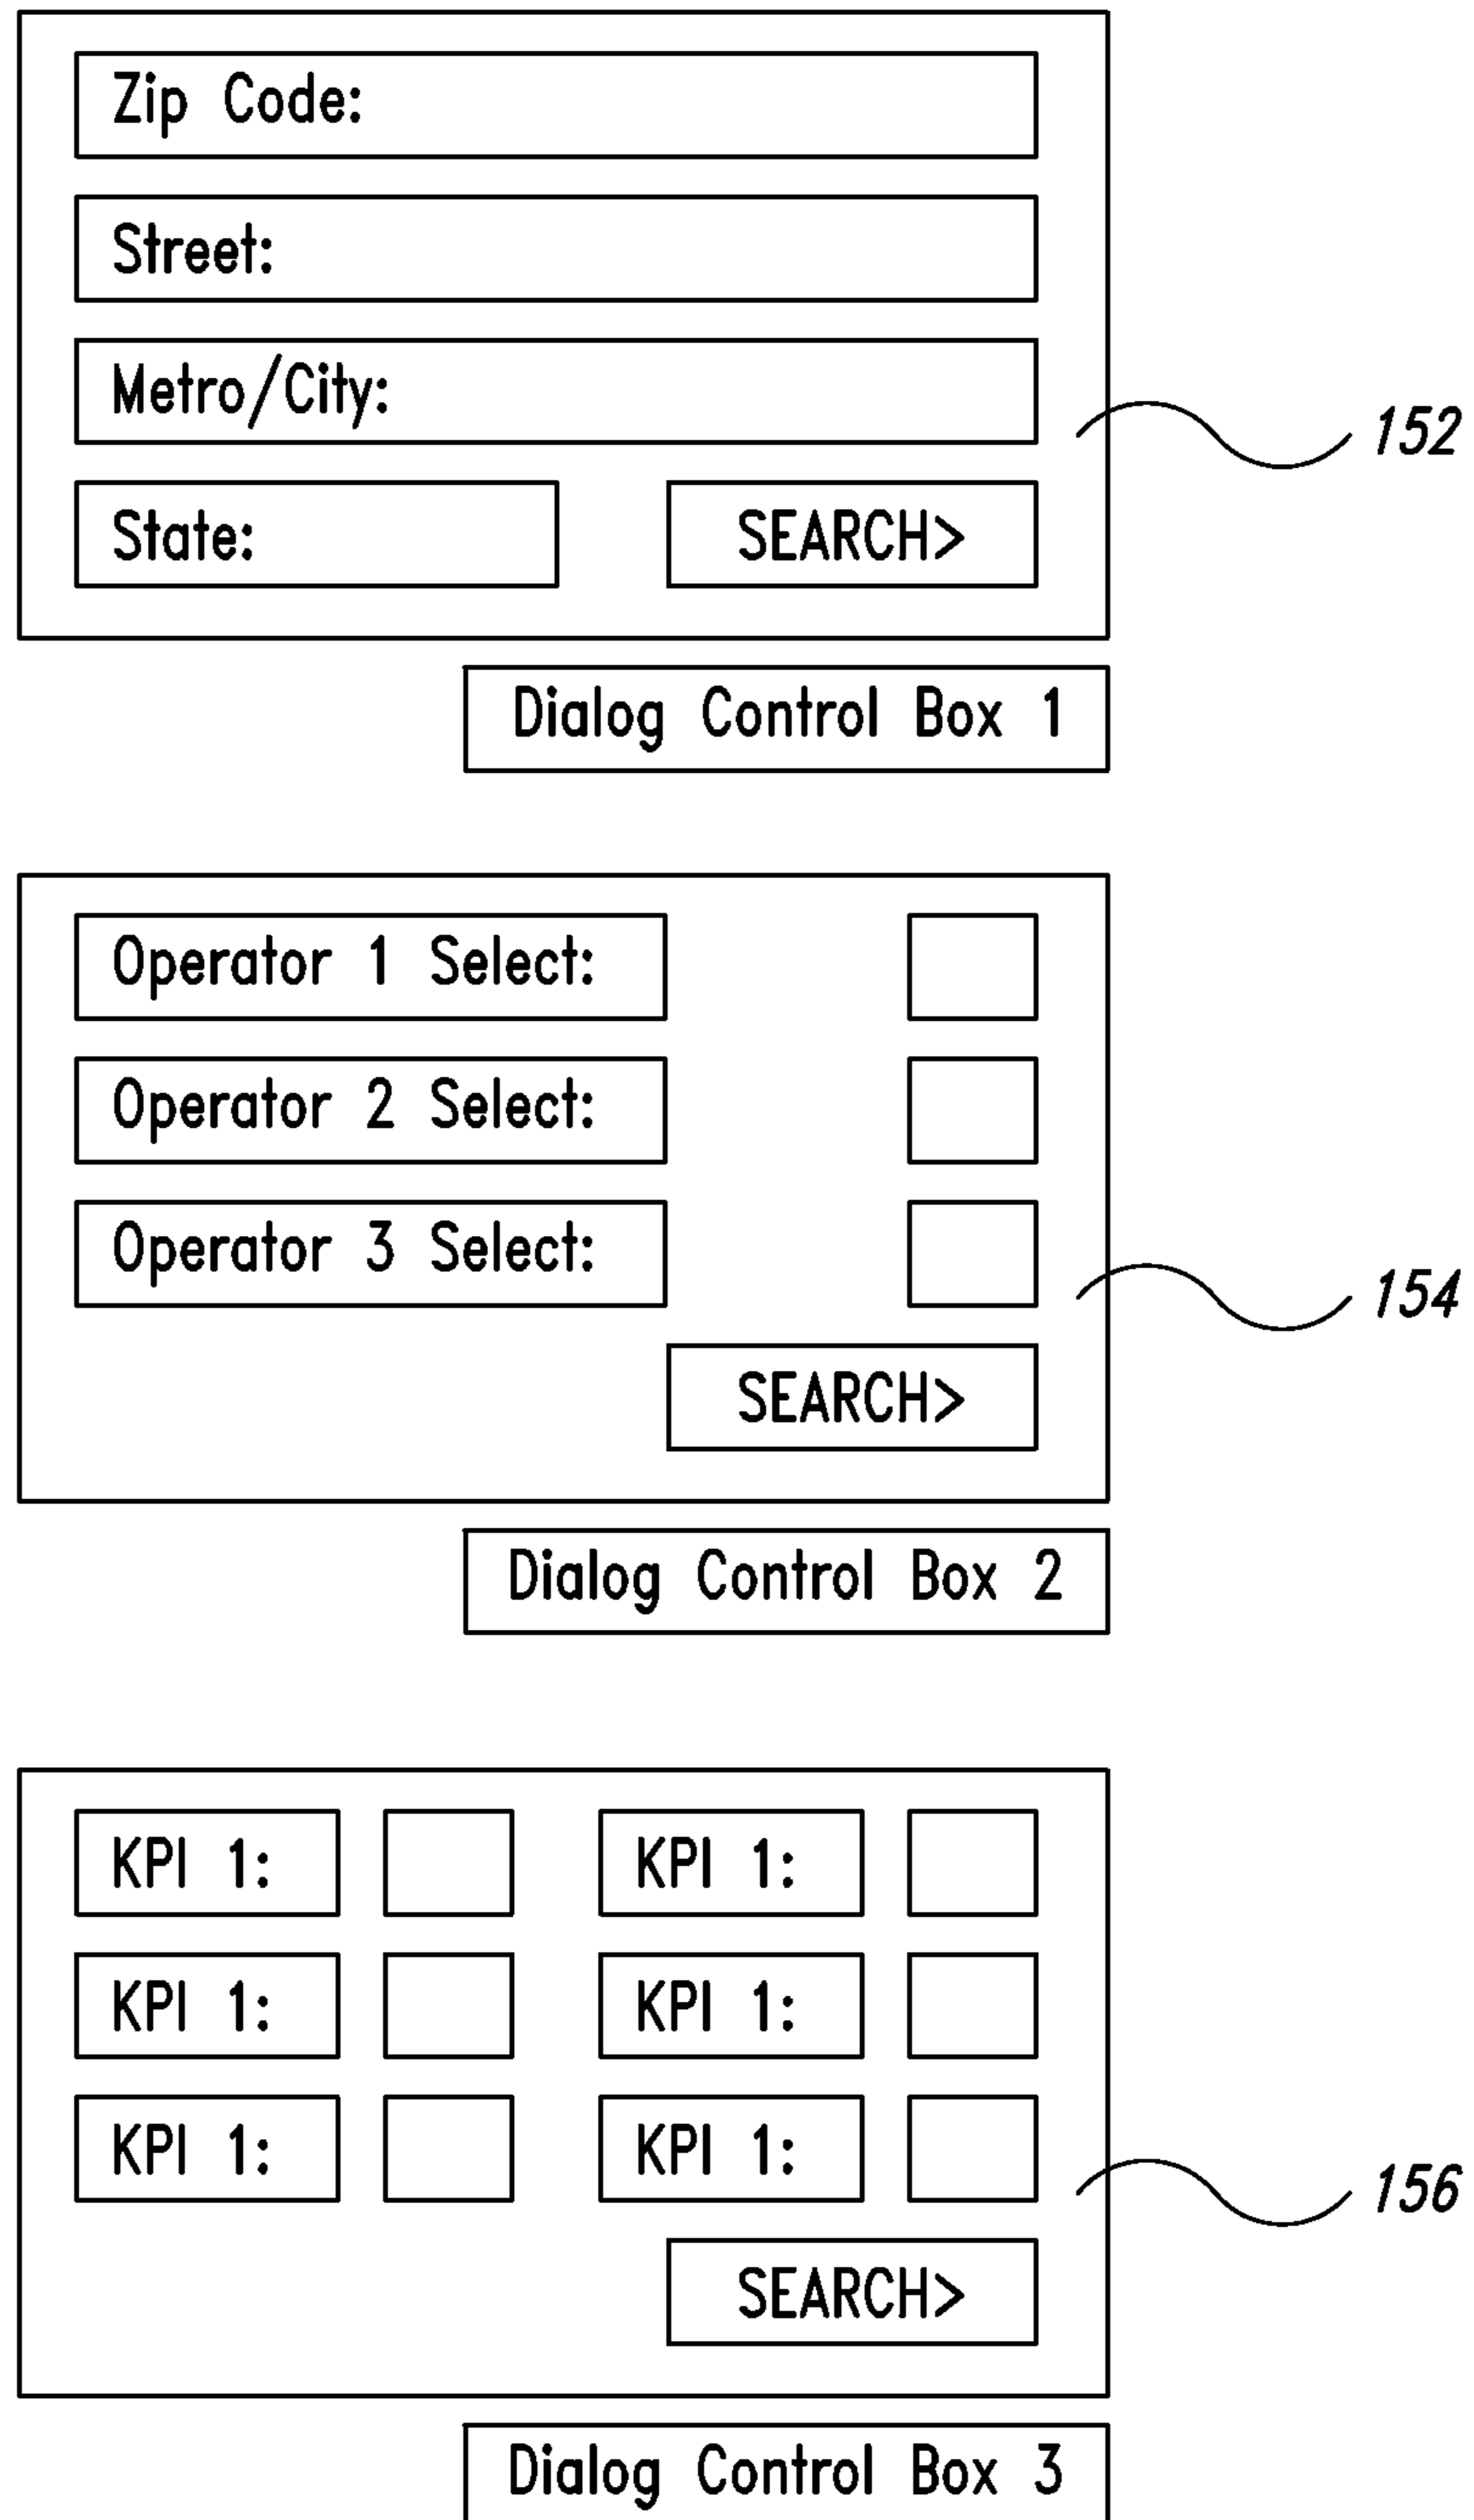 Zip Code:
Street:
Metro/City:
152
State: SEARCH>
Dialog Control Box 1
Operator 1 Select:
Operator 2 Select:
Operator 3 Select:
154
SEARCH>
Dialog Control Box 2
KPI 1: KPI 1:
KPI 1: KPI 1:
KPI 1: KPI 1:
156
SEARCH>
Dialog Control Box 3